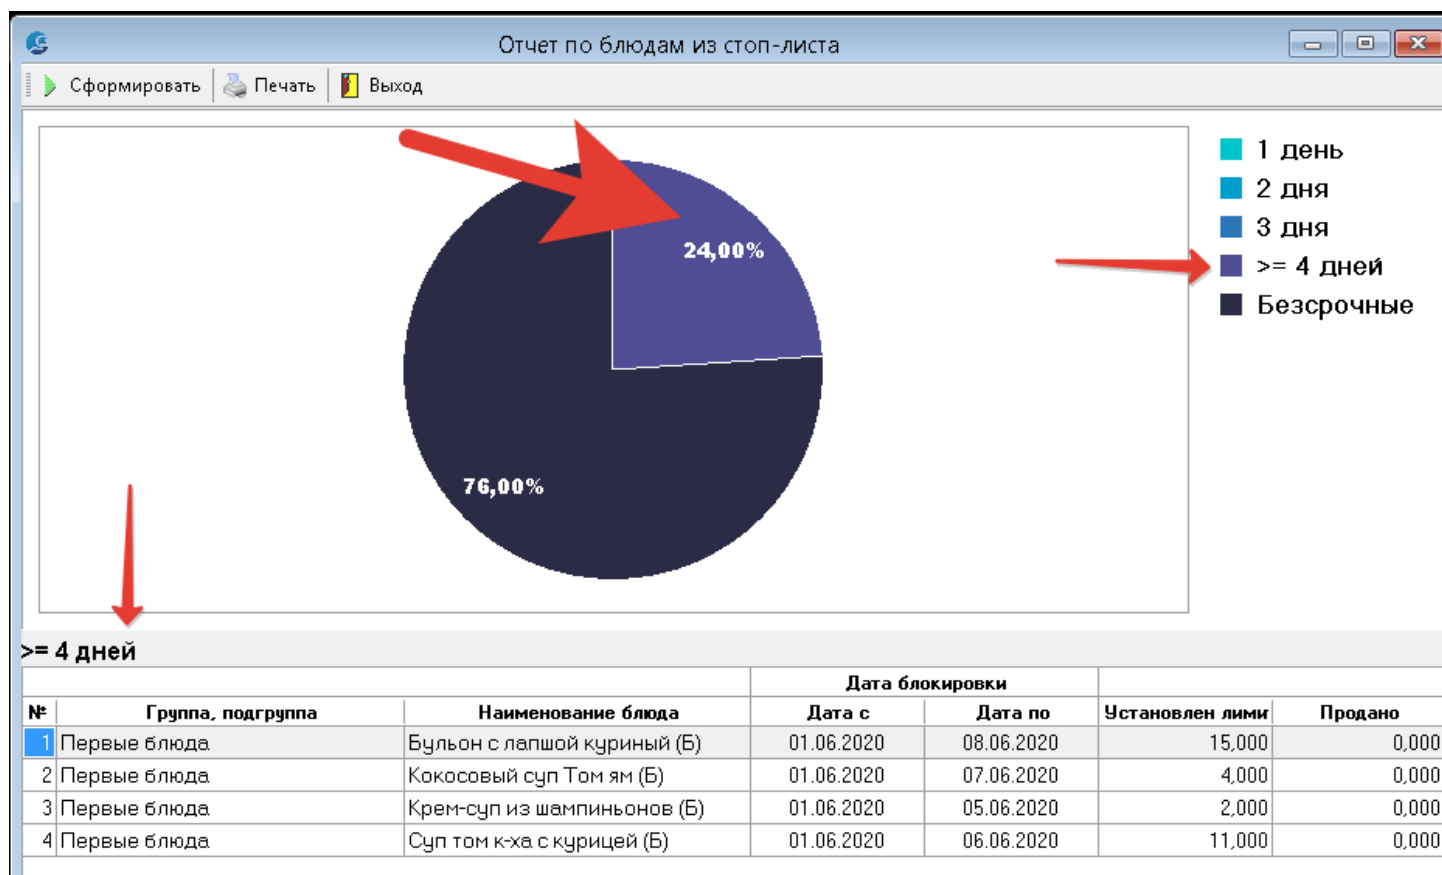 Отчет по блюдам из стоп-листа
Сформировать Печать Выход
1 день
2 дня
3 дня
>= 4 дней
Безсрочные
24,00%
76,00%
>= 4 дней
Дата блокировки
№ Группа, подгруппа Наименование блюда Дата с Дата по Установлен лими Продано
1 Первые блюда Бульон с лапшой куриный (Б) 01.06.2020 08.06.2020 15,000 0,000
2 Первые блюда Кокосовый суп Том ям (Б) 01.06.2020 07.06.2020 4,000 0,000
3 Первые блюда Крем-суп из шампиньонов (Б) 01.06.2020 05.06.2020 2,000 0,000
4 Первые блюда Суп том к-ха с курицей (Б) 01.06.2020 06.06.2020 11,000 0,000